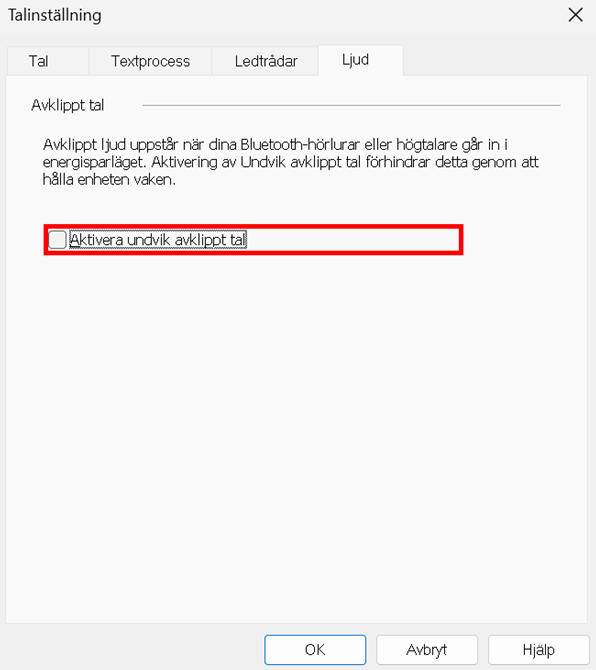 Talinställning
Tal
Textprocess
Ledtrådar
Ljud
Avklippt tal
Avklippt ljud uppstår när dina Bluetooth-hörlurar eller högtalare går in i
energisparläget. Aktivering av Undvik avklippt tal förhindrar detta genom att
hålla enheten vaken.
Aktivera undvik avklippt tal
OK
Avbryt
Hjälp